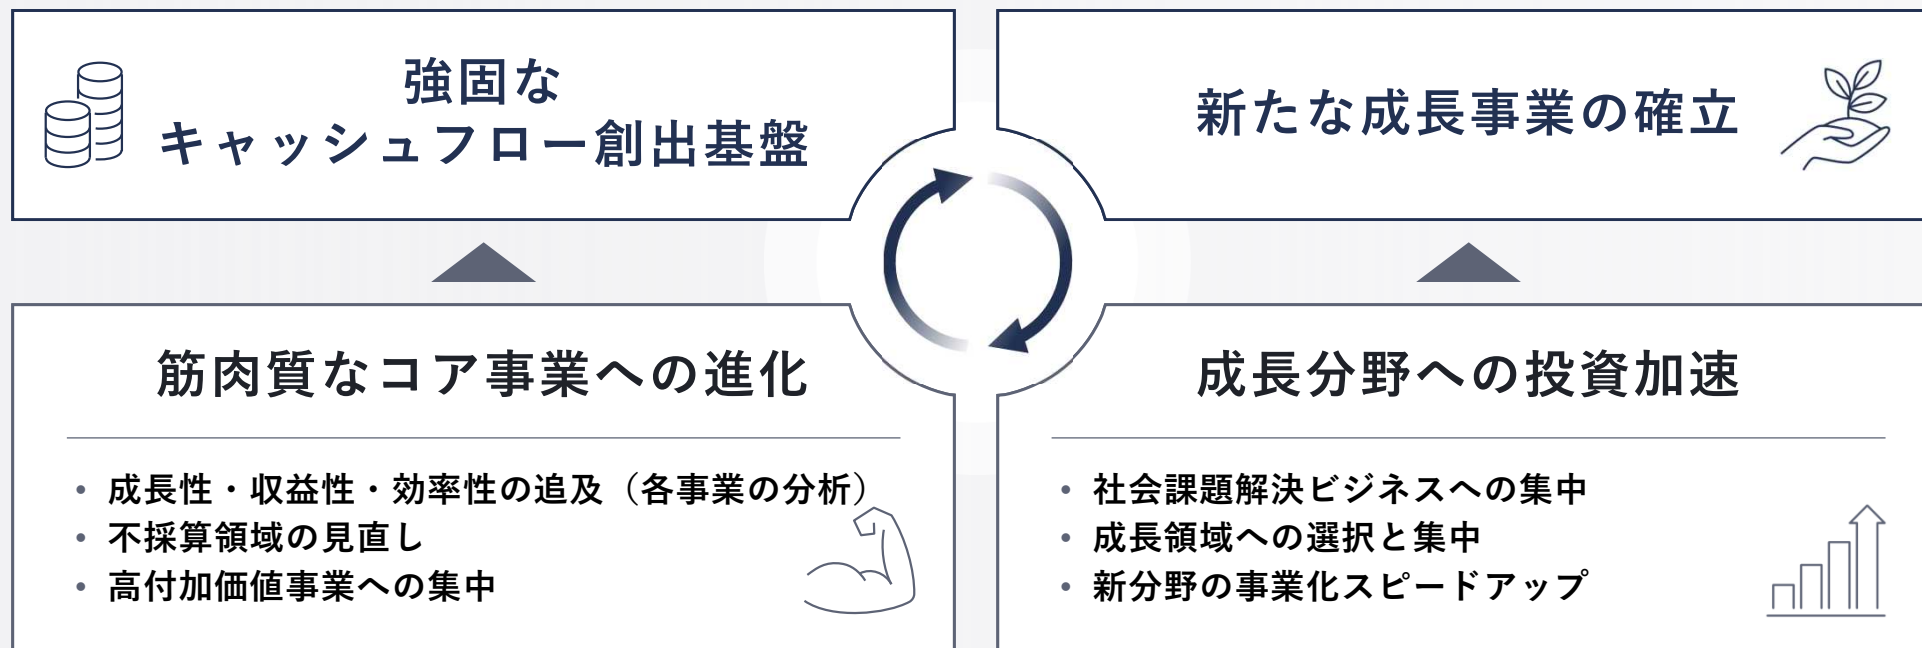 強固な
キャッシュフロー創出基盤
新たな成長事業の確立
筋肉質なコア事業への進化
• 成長性・収益性・効率性の追及（各事業の分析）
• 不採算領域の見直し
• 高付加価値事業への集中
成長分野への投資加速
• 社会課題解決ビジネスへの集中
• 成長領域への選択と集中
• 新分野の事業化スピードアップ